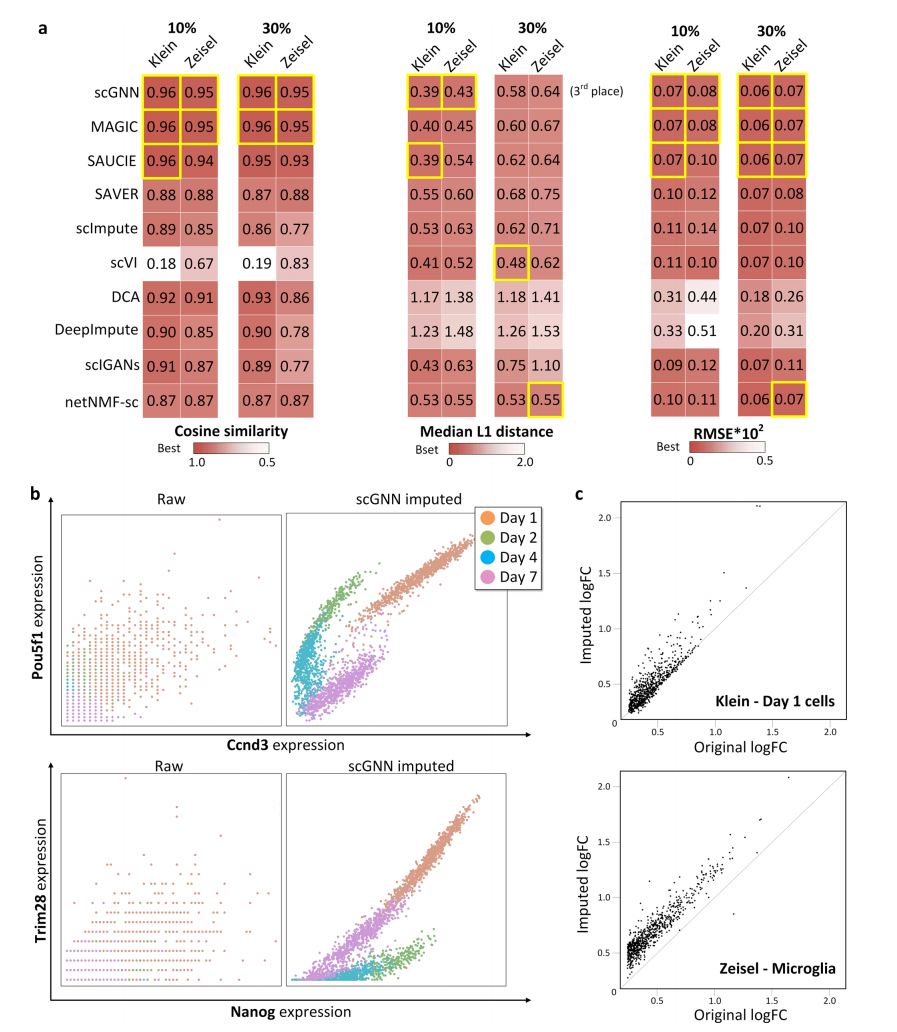 a
10% 30% 10% 30% 10% 30%
Klein Zeisel Klein Zeisel Klein Zeisel Klein Zeisel Klein Zeisel Klein Zeisel
scGNN 0.96 0.95 0.96 0.95 0.39 0.43 0.58 0.64 (3rd place) 0.07 0.08 0.06 0.07
MAGIC 0.96 0.95 0.96 0.95 0.40 0.45 0.60 0.67 0.07 0.08 0.06 0.07
SAUCIE 0.96 0.94 0.95 0.93 0.39 0.54 0.62 0.64 0.07 0.10 0.06 0.07
SAVER 0.88 0.88 0.87 0.88 0.55 0.60 0.68 0.75 0.10 0.12 0.07 0.08
scImpute 0.89 0.85 0.86 0.77 0.53 0.63 0.62 0.71 0.11 0.14 0.07 0.10
scVI 0.18 0.67 0.19 0.83 0.41 0.52 0.48 0.62 0.11 0.10 0.07 0.10
DCA 0.92 0.91 0.93 0.86 1.17 1.38 1.18 1.41 0.31 0.44 0.18 0.26
DeepImpute 0.90 0.85 0.90 0.78 1.23 1.48 1.26 1.53 0.33 0.51 0.20 0.31
scIGANs 0.91 0.87 0.89 0.77 0.43 0.63 0.75 1.10 0.09 0.12 0.07 0.11
netNMF-sc 0.87 0.87 0.87 0.87 0.53 0.55 0.53 0.55 0.10 0.11 0.06 0.07
Cosine similarity Median L1 distance RMSE*10²
Best Bset Best
1.0 0.5 0 2.0 0 0.5
b
Raw scGNN imputed
Day 1
Day 2
Day 4
Day 7
Pou5f1 expression
Ccnd3 expression
Raw scGNN imputed
Trim28 expression
Nanog expression
c
2.0
1.5
1.0
0.5
0
Imputed logFC
Klein - Day 1 cells
0.5 1.0 1.5 2.0
Original logFC
2.0
1.5
1.0
0.5
0
Imputed logFC
Zeisel - Microglia
0.5 1.0 1.5 2.0
Original logFC